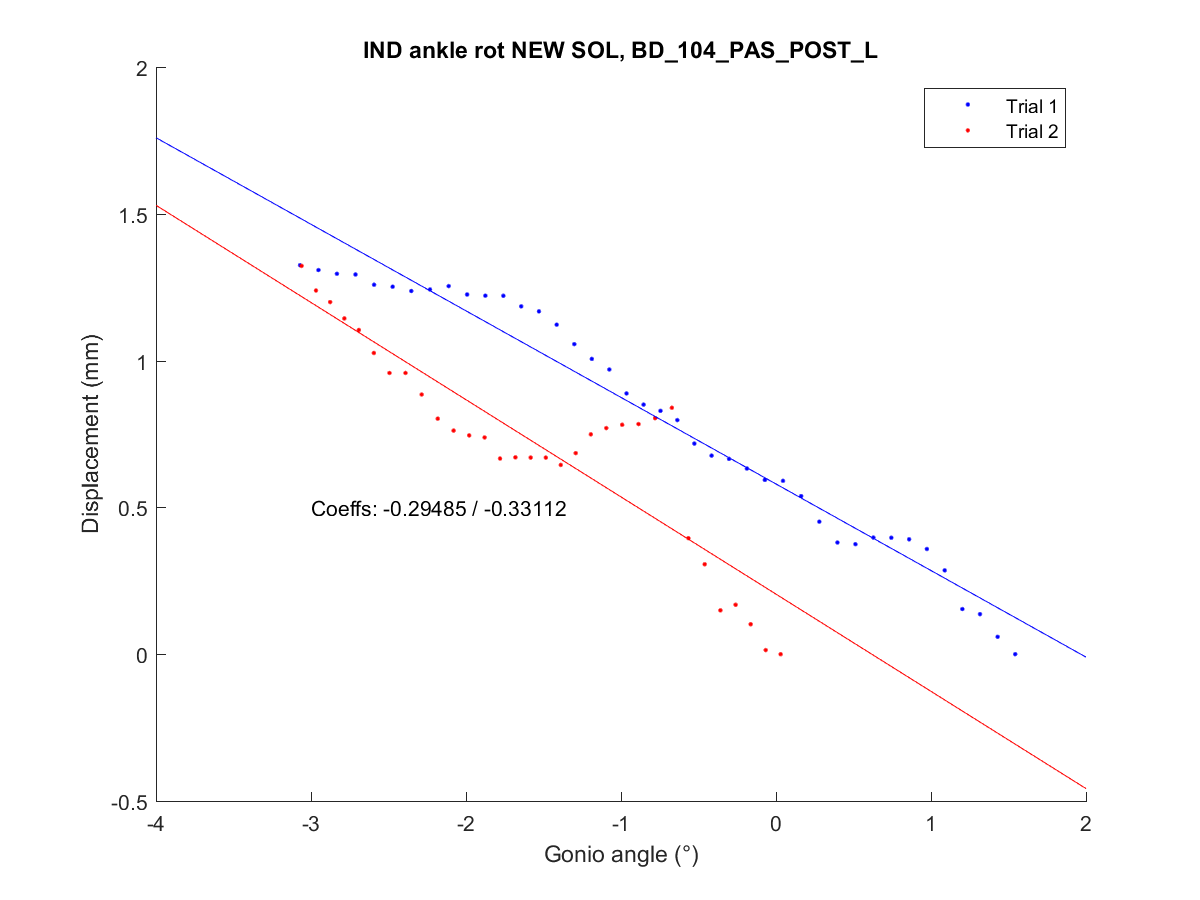 IND ankle rot NEW SOL, BD_104_PAS_POST_L
2
Trial 1
Trial 2
1.5
1
Displacement (mm)
0.5
Coeffs: -0.29485 / -0.33112
0
-0.5
-4 -3 -2 -1 0 1 2
Gonio angle (°)